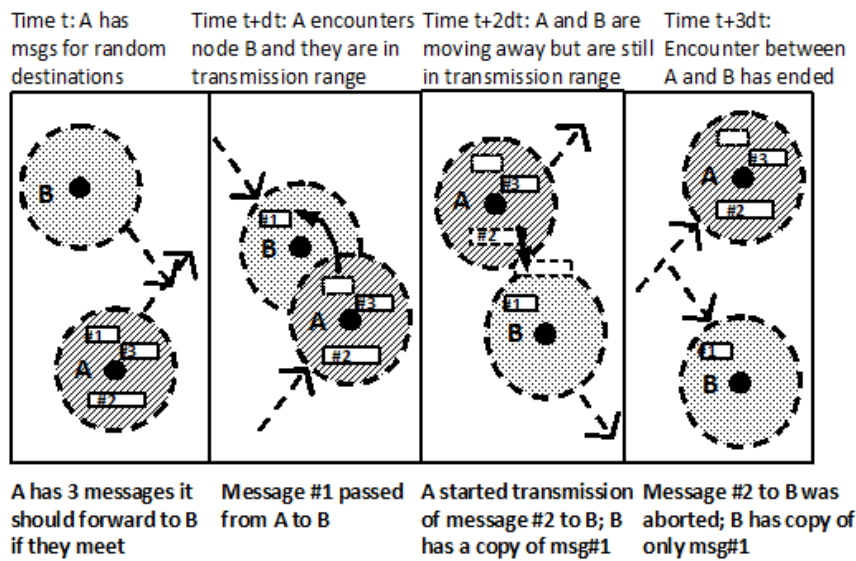 Time t: A has
msgs for random
destinations
Time t+dt: A encounters
node B and they are in
transmission range
Time t+2dt: A and B are
moving away but are still
in transmission range
Time t+3dt:
Encounter between
A and B has ended
B
#1
#3
A
#2
#1
B
#3
A
#2
#3
A
#2
#1
B
#3
A
#2
#1
B
A has 3 messages it
should forward to B
if they meet
Message #1 passed
from A to B
A started transmission
of message #2 to B; B
has a copy of msg#1
Message #2 to B was
aborted; B has copy of
only msg#1